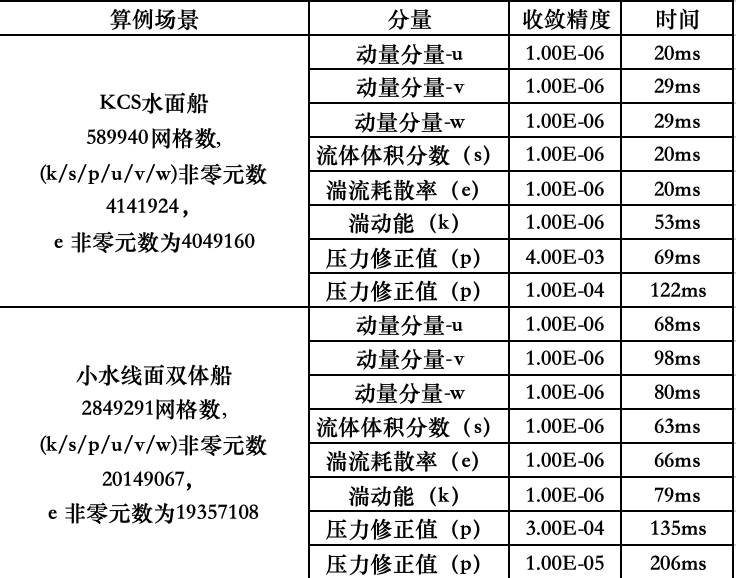 算例场景 分量 收敛精度 时间
KCS水面船
589940网格数,
(k/s/p/u/v/w)非零元数
4141924，
e 非零元数为4049160
动量分量-u 1.00E-06 20ms
动量分量-v 1.00E-06 29ms
动量分量-w 1.00E-06 29ms
流体体积分数（s） 1.00E-06 20ms
湍流耗散率（e） 1.00E-06 20ms
湍动能（k） 1.00E-06 53ms
压力修正值（p） 4.00E-03 69ms
压力修正值（p） 1.00E-04 122ms
小水线面双体船
2849291网格数,
(k/s/p/u/v/w)非零元数
20149067，
e 非零元数为19357108
动量分量-u 1.00E-06 68ms
动量分量-v 1.00E-06 98ms
动量分量-w 1.00E-06 80ms
流体体积分数（s） 1.00E-06 63ms
湍流耗散率（e） 1.00E-06 66ms
湍动能（k） 1.00E-06 79ms
压力修正值（p） 3.00E-04 135ms
压力修正值（p） 1.00E-05 206ms